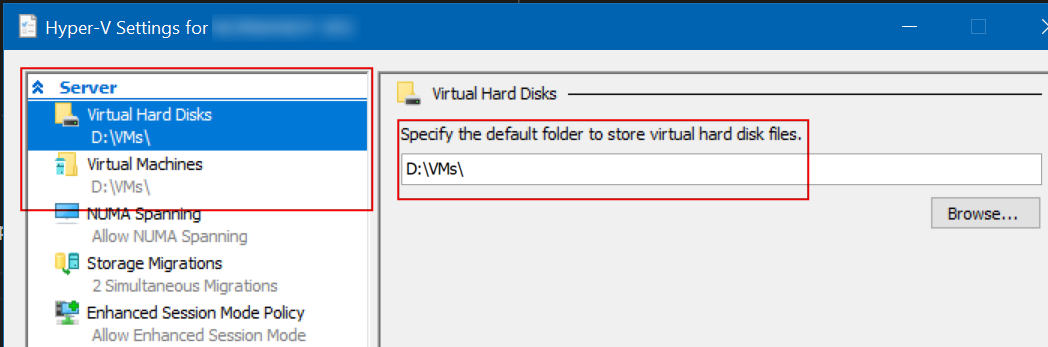 Hyper-V Settings for
Server
Virtual Hard Disks
D:\VMs\
Virtual Machines
D:\VMs\
NUMA Spanning
Allow NUMA Spanning
Storage Migrations
2 Simultaneous Migrations
Enhanced Session Mode Policy
Allow Enhanced Session Mode
Virtual Hard Disks
Specify the default folder to store virtual hard disk files.
D:\VMs\
Browse...